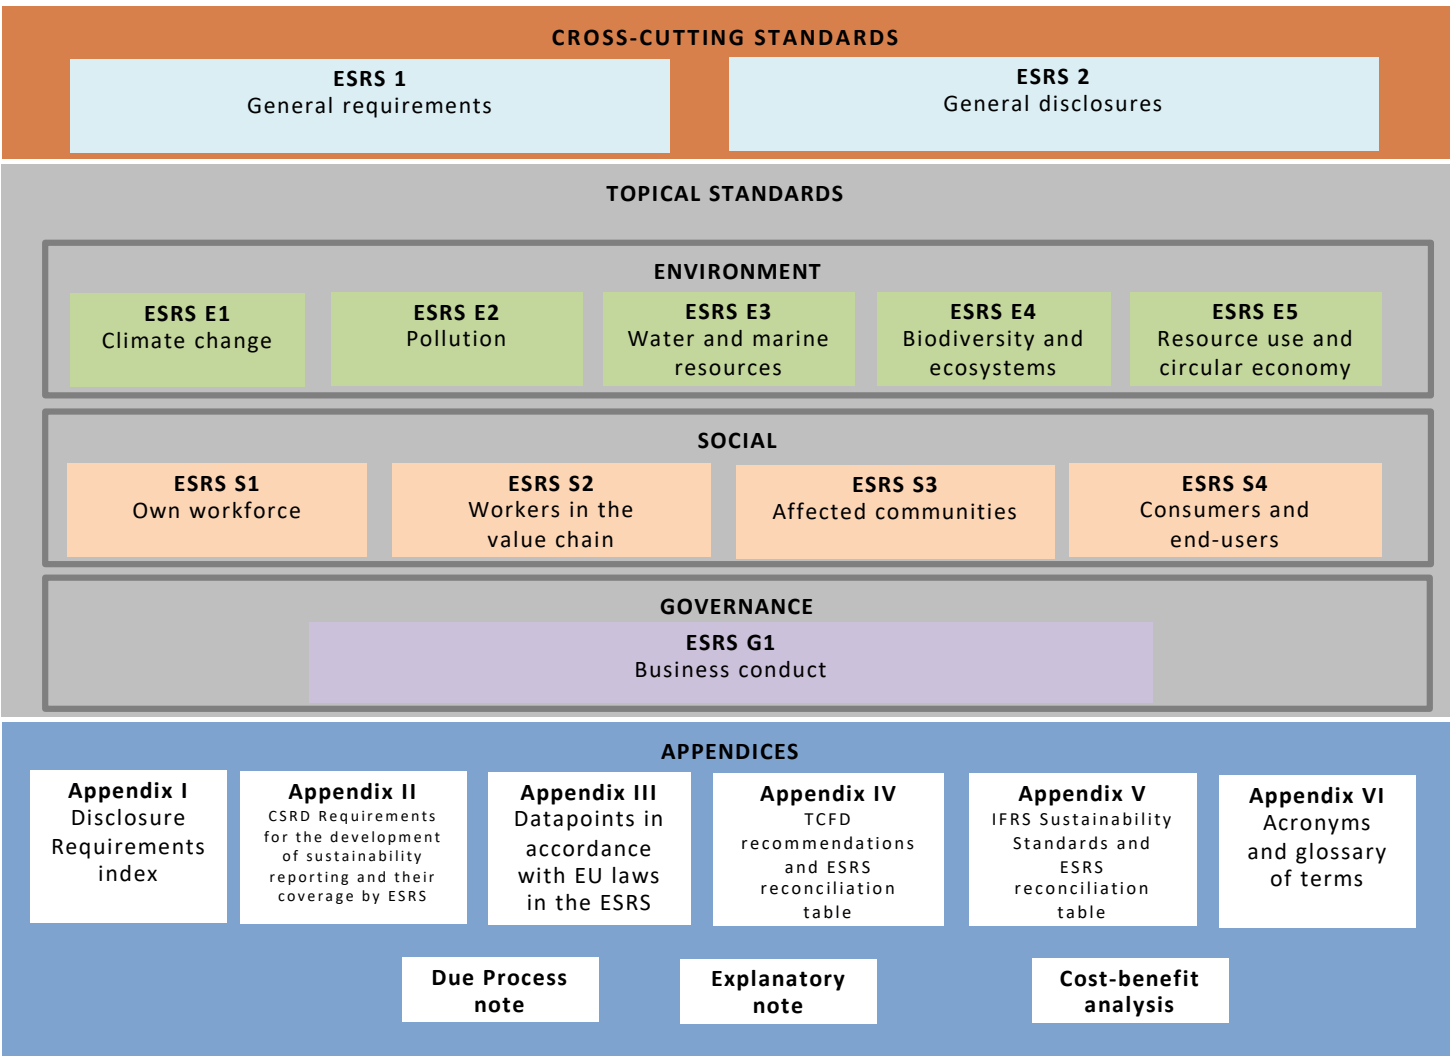 CROSS-CUTTING STANDARDS
ESRS 1
General requirements
ESRS 2
General disclosures
TOPICAL STANDARDS
ENVIRONMENT
ESRS E1
Climate change
ESRS E2
Pollution
ESRS E3
Water and marine
resources
ESRS E4
Biodiversity and
ecosystems
ESRS E5
Resource use and
circular economy
SOCIAL
ESRS S1
Own workforce
ESRS S2
Workers in the
value chain
ESRS S3
Affected communities
ESRS S4
Consumers and
end-users
GOVERNANCE
ESRS G1
Business conduct
APPENDICES
Appendix I
Disclosure
Requirements
index
Appendix II
CSRD Requirements
for the development
of sustainability
reporting and their
coverage by ESRS
Appendix III
Datapoints in
accordance
with EU laws
in the ESRS
Appendix IV
TCFD
recommendations
and ESRS
reconciliation
table
Appendix V
IFRS Sustainability
Standards and
ESRS
reconciliation
table
Appendix VI
Acronyms
and glossary
of terms
Due Process
note
Explanatory
note
Cost-benefit
analysis